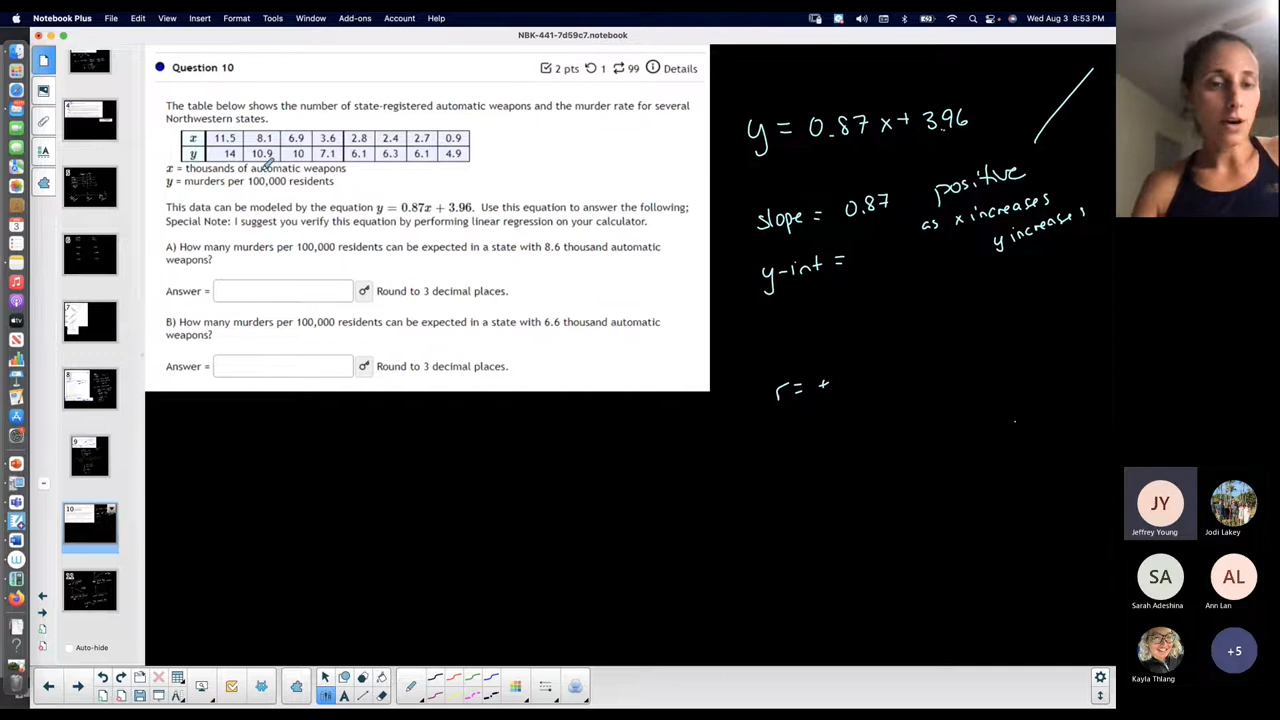 Notebook Plus File Edit View Insert Format Tools Window Add-ons Account Help
Wed Aug 3 8:53 PM
NBK-441-7d59c7.notebook
Question 10
2 pts 1 99 Details
The table below shows the number of state-registered automatic weapons and the murder rate for several
Northwestern states.
x 11.5 8.1 6.9 3.6 2.8 2.4 2.7 0.9
y 14 10.9 10 7.1 6.1 6.3 6.1 4.9
x = thousands of automatic weapons
y = murders per 100,000 residents
This data can be modeled by the equation y = 0.87x + 3.96. Use this equation to answer the following;
Special Note: I suggest you verify this equation by performing linear regression on your calculator.
A) How many murders per 100,000 residents can be expected in a state with 8.6 thousand automatic
weapons?
Answer =
Round to 3 decimal places.
B) How many murders per 100,000 residents can be expected in a state with 6.6 thousand automatic
weapons?
Answer =
Round to 3 decimal places.
y = 0.87 x + 3.96
slope = 0.87
positive
as x increases
y increases
y-int =
r = +
4
5
6
7
8
9
10
Auto-hide
JY
Jeffrey Young
Jodi Lakey
SA
Sarah Adeshina
AL
Ann Lan
Kayla Thlang
+5